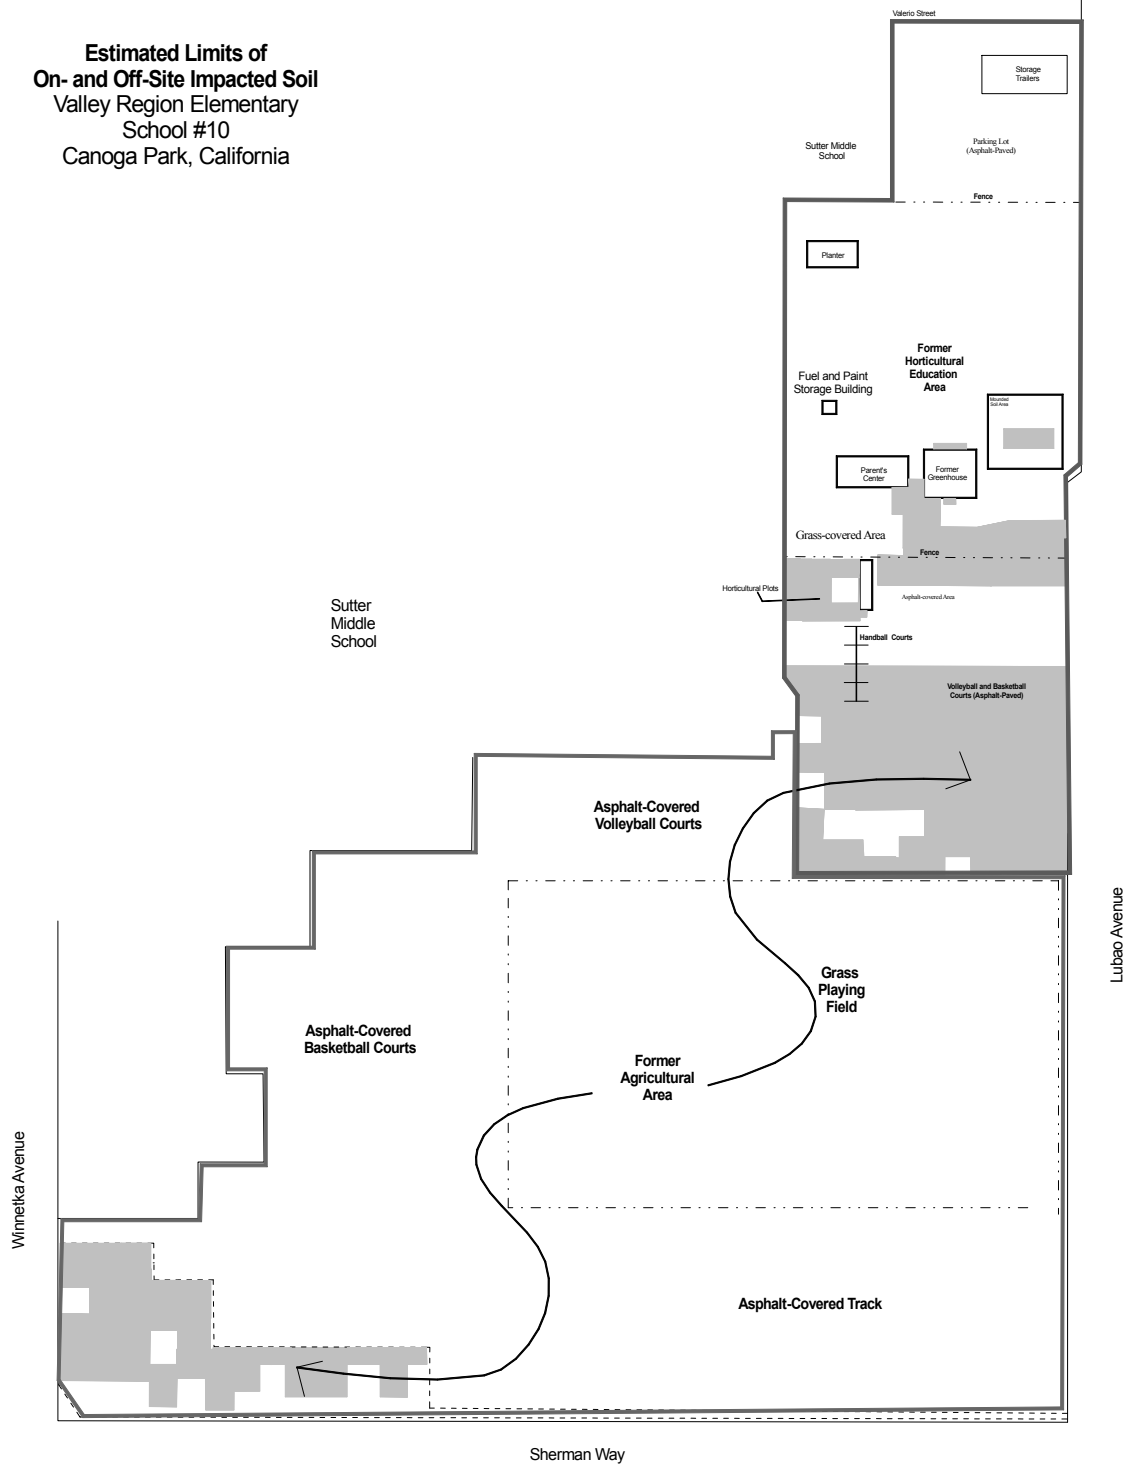 Estimated Limits of
On- and Off-Site Impacted Soil
Valley Region Elementary
School #10
Canoga Park, California
Valerio Street
Storage
Trailers
Parking Lot
(Asphalt-Paved)
Sutter Middle
School
Fence
Planter
Former
Horticultural
Education
Area
Fuel and Paint
Storage Building
Mounded
Soil Area
Parent's
Center
Former
Greenhouse
Grass-covered Area
Fence
Horticultural Plots
Asphalt-covered Area
Sutter
Middle
School
Handball Courts
Volleyball and Basketball
Courts (Asphalt-Paved)
Asphalt-Covered
Volleyball Courts
Lubao Avenue
Grass
Playing
Field
Asphalt-Covered
Basketball Courts
Former
Agricultural
Area
Winnetka Avenue
Asphalt-Covered Track
Sherman Way